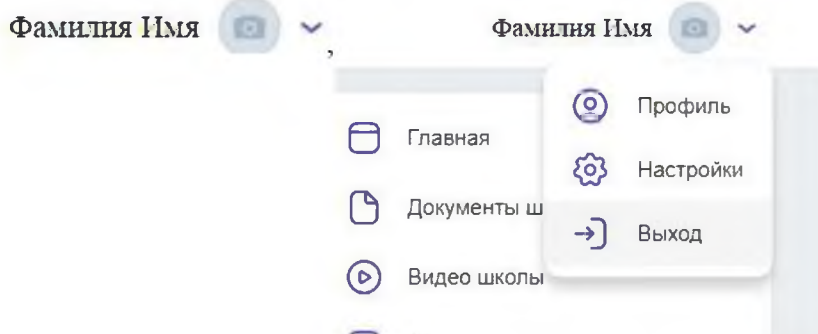 Фамилия Имя
,
Фамилия Имя
Профиль
Главная
Настройки
Документы ш
Выход
Видео школы